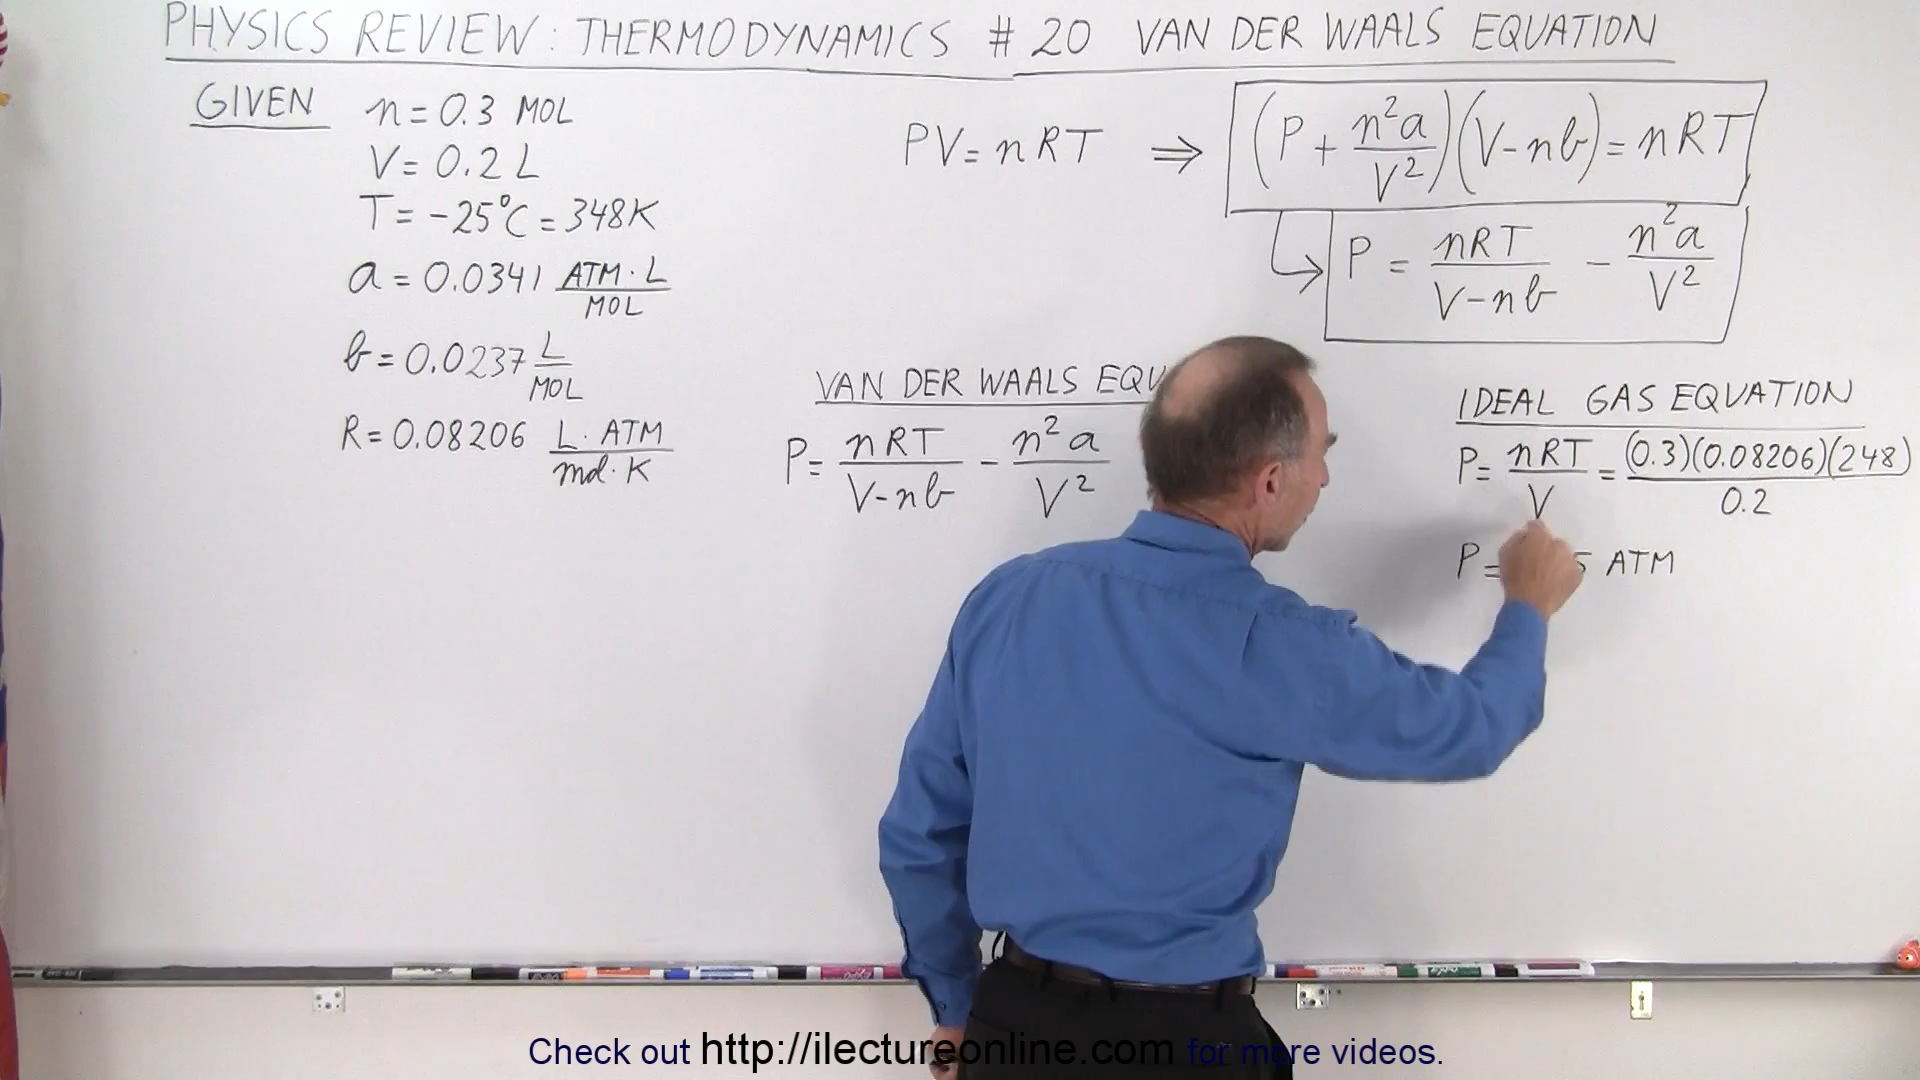 PHYSICS REVIEW: THERMODYNAMICS # 20 VAN DER WAALS EQUATION
GIVEN n = 0.3 MOL
V = 0.2 L
T = -25°C = 348K
a = 0.0341 ATM·L/MOL
b = 0.0237 L/MOL
R = 0.08206 L·ATM/mol·K
PV = nRT ⇒ (P + n²a/V²)(V-nb) = nRT
P = nRT/V-nb - n²a/V²
VAN DER WAALS
P = nRT/V-nb - n²a/V²
IDEAL GAS EQUATION
P = nRT/V = (0.3)(0.08206)(248)/0.2
P = ATM
Check out http://ilectureonline.com for more videos.